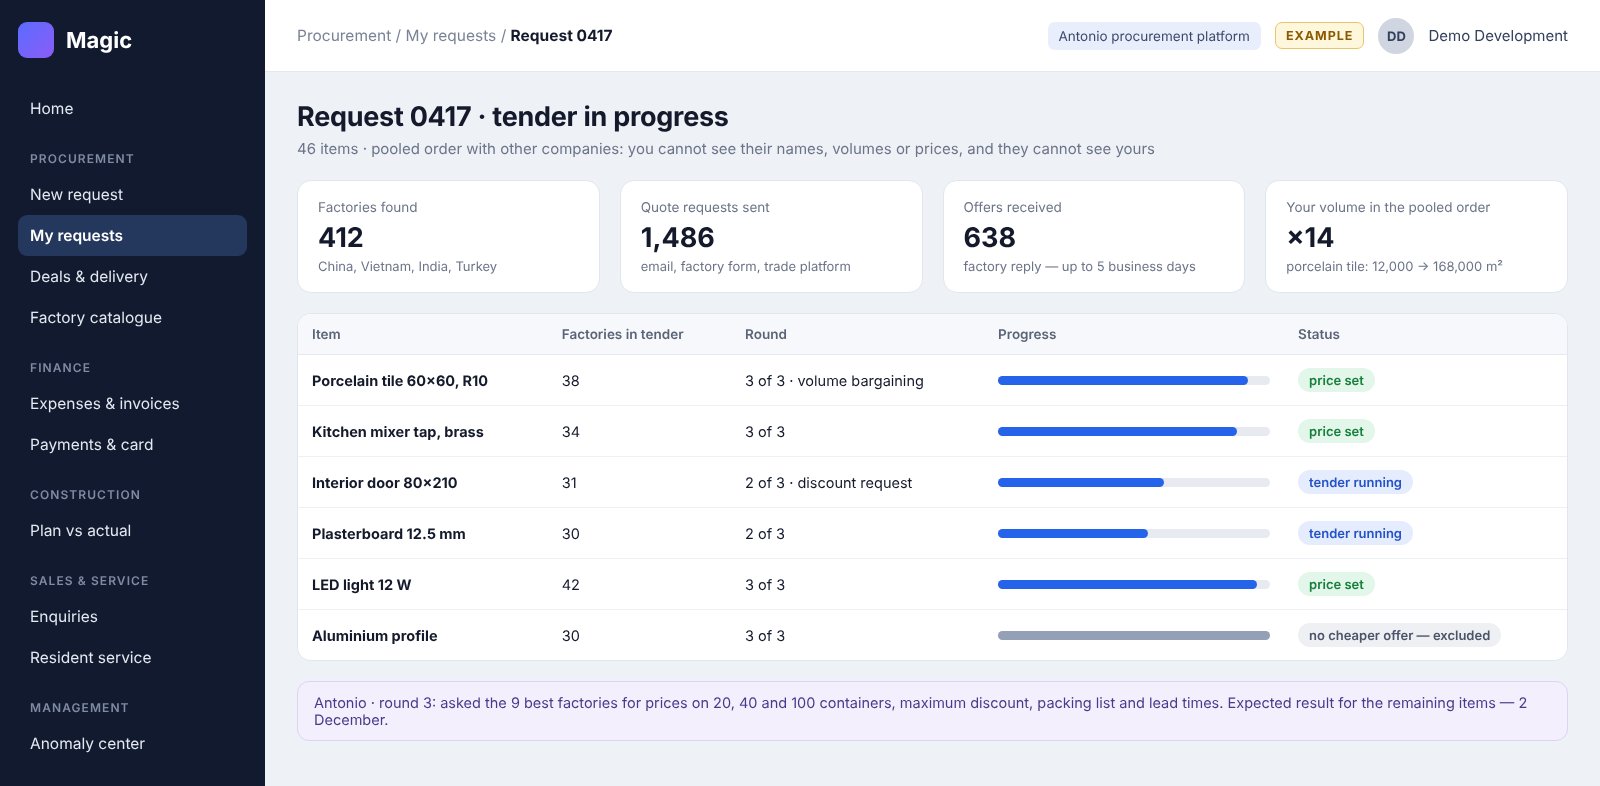 Magic
Home
PROCUREMENT
New request
My requests
Deals & delivery
Factory catalogue
FINANCE
Expenses & invoices
Payments & card
CONSTRUCTION
Plan vs actual
SALES & SERVICE
Enquiries
Resident service
MANAGEMENT
Anomaly center
Procurement / My requests / Request 0417
Antonio procurement platform
EXAMPLE
DD
Demo Development
Request 0417 · tender in progress
46 items · pooled order with other companies: you cannot see their names, volumes or prices, and they cannot see yours
Factories found
412
China, Vietnam, India, Turkey
Quote requests sent
1,486
email, factory form, trade platform
Offers received
638
factory reply — up to 5 business days
Your volume in the pooled order
×14
porcelain tile: 12,000 → 168,000 m²
Item Factories in tender Round Progress Status
Porcelain tile 60×60, R10 38 3 of 3 · volume bargaining price set
Kitchen mixer tap, brass 34 3 of 3 price set
Interior door 80×210 31 2 of 3 · discount request tender running
Plasterboard 12.5 mm 30 2 of 3 tender running
LED light 12 W 42 3 of 3 price set
Aluminium profile 30 3 of 3 no cheaper offer — excluded
Antonio · round 3: asked the 9 best factories for prices on 20, 40 and 100 containers, maximum discount, packing list and lead times. Expected result for the remaining items — 2
December.